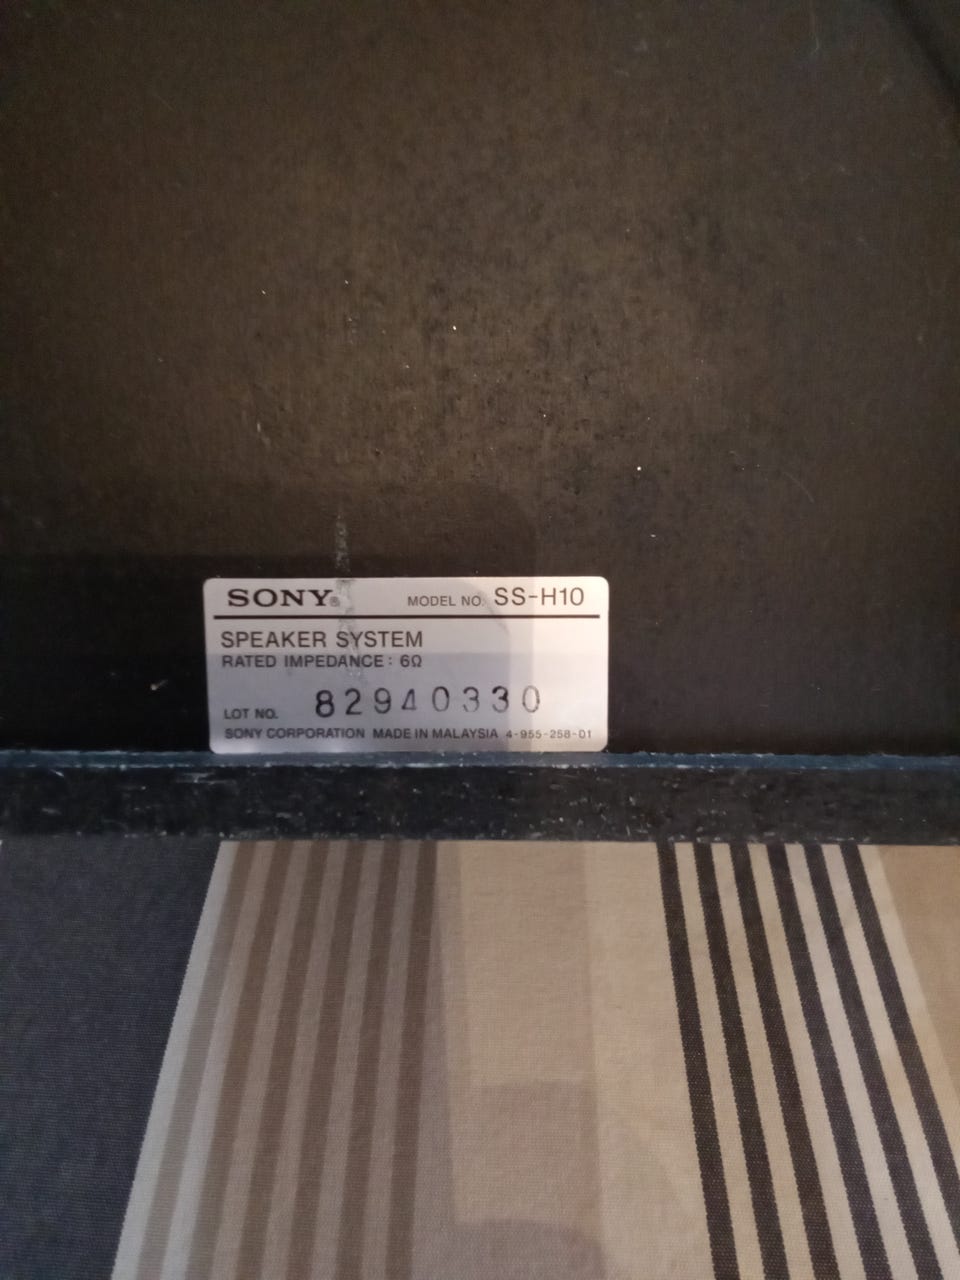 SONY® MODEL NO. SS-H10
SPEAKER SYSTEM
RATED IMPEDANCE: 6Ω
LOT NO. 82940330
SONY CORPORATION MADE IN MALAYSIA 4-955-258-01